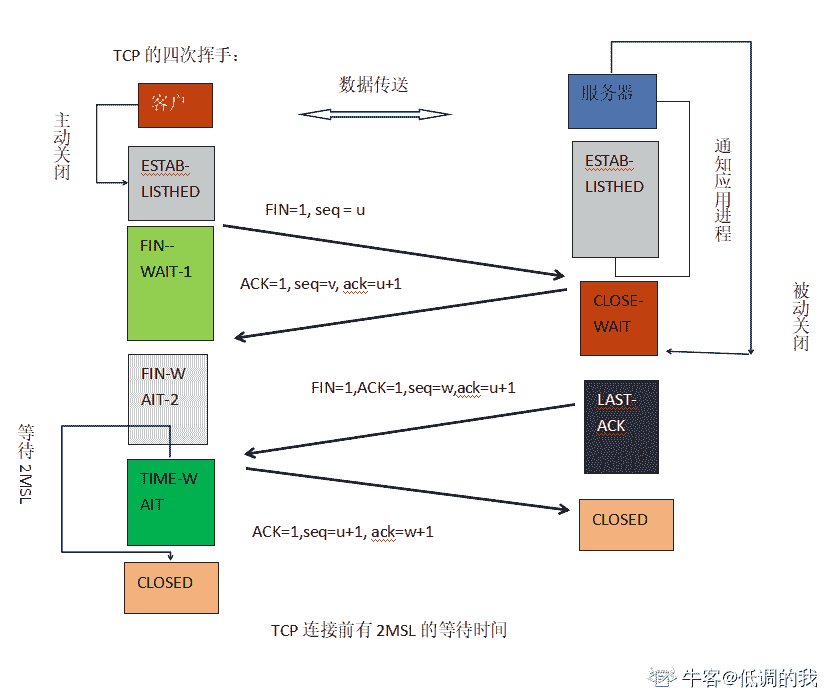 TCP 的四次挥手：
数据传送
客户
服务器
主动关闭
ESTAB-
LISTHED
ESTAB-
LISTHED
通知应用进程
FIN=1, seq = u
FIN--
WAIT-1
ACK=1, seq=v, ack=u+1
CLOSE-
WAIT
被动关闭
FIN-W
AIT-2
FIN=1,ACK=1,seq=w,ack=u+1
LAST-
ACK
等待 2MSL
TIME-W
AIT
CLOSED
ACK=1,seq=u+1, ack=w+1
CLOSED
TCP 连接前有 2MSL 的等待时间
牛客@低调的我